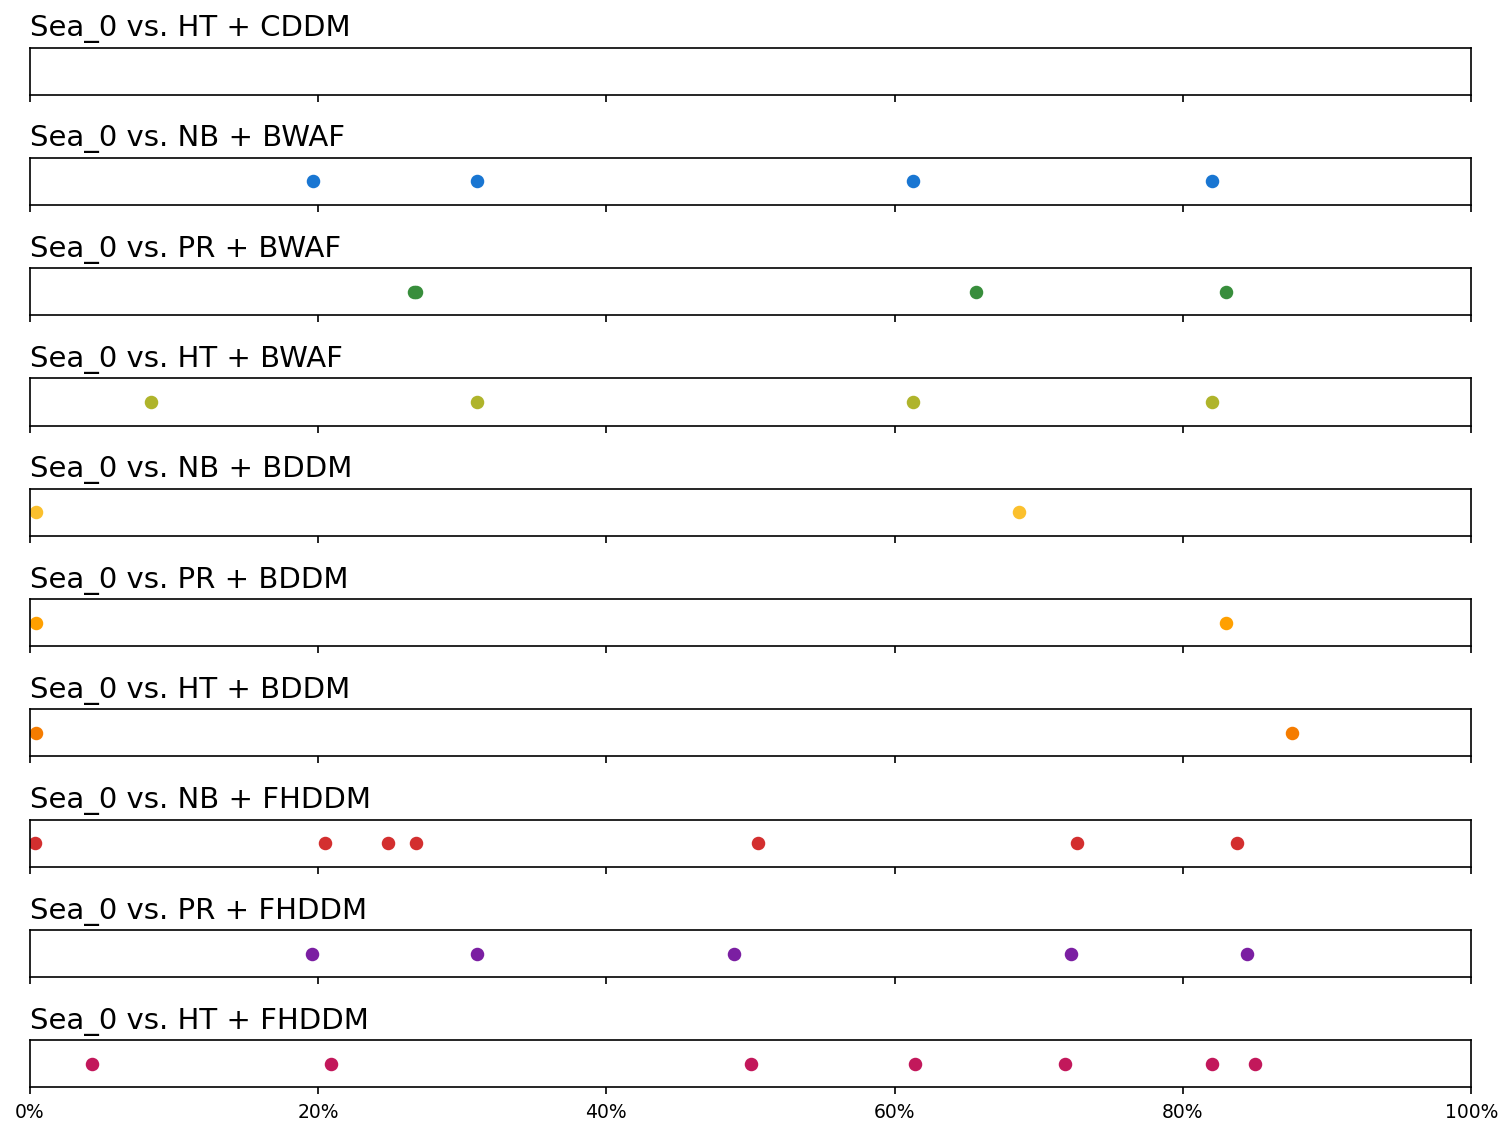 Sea_0 vs. HT + CDDM
Sea_0 vs. NB + BWAF
Sea_0 vs. PR + BWAF
Sea_0 vs. HT + BWAF
Sea_0 vs. NB + BDDM
Sea_0 vs. PR + BDDM
Sea_0 vs. HT + BDDM
Sea_0 vs. NB + FHDDM
Sea_0 vs. PR + FHDDM
Sea_0 vs. HT + FHDDM
0% 20% 40% 60% 80% 100%